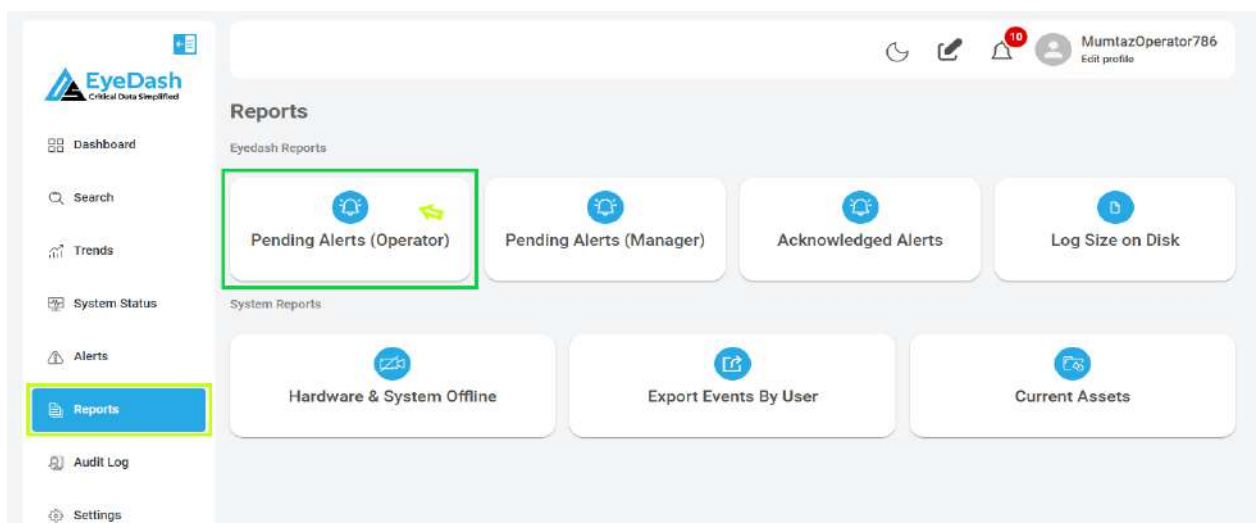 10
MumtazOperator786
Edit profile
EyeDash
Critical Data Simplified
Dashboard
Search
Trends
System Status
Alerts
Reports
Audit Log
Settings
Reports
Eyedash Reports
Pending Alerts (Operator)
Pending Alerts (Manager)
Acknowledged Alerts
Log Size on Disk
System Reports
Hardware & System Offline
Export Events By User
Current Assets